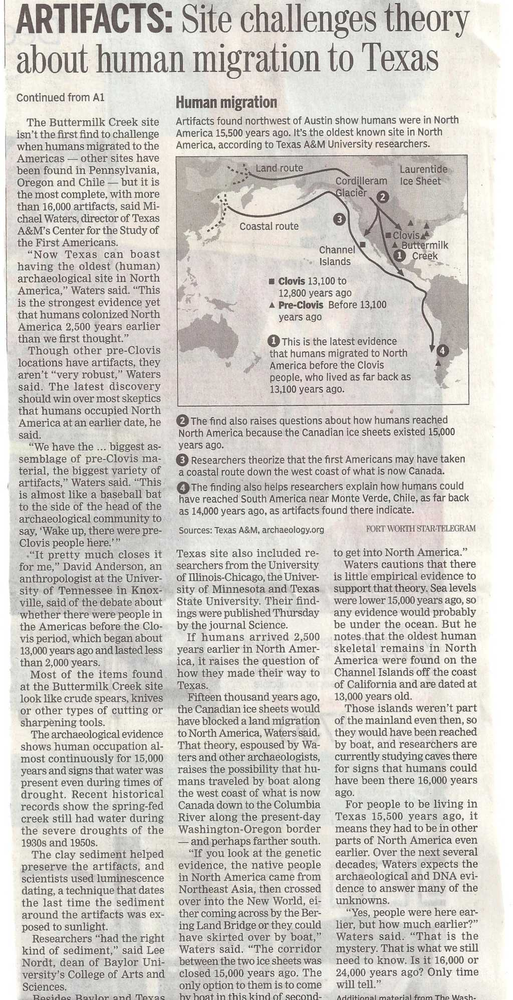 ARTIFACTS: Site challenges theory
about human migration to Texas
Continued from A1
The Buttermilk Creek site
isn't the first find to challenge
when humans migrated to the
Americas — other sites have
been found in Pennsylvania,
Oregon and Chile — but it is
the most complete, with more
than 16,000 artifacts, said Mi-
chael Waters, director of Texas
A&M's Center for the Study of
the First Americans.
"Now Texas can boast
having the oldest (human)
archaeological site in North
America," Waters said. "This
is the strongest evidence yet
that humans colonized North
America 2,500 years earlier
than we first thought."
Though other pre-Clovis
locations have artifacts, they
aren't "very robust," Waters
said. The latest discovery
should win over most skeptics
that humans occupied North
America at an earlier date, he
said.
"We have the ... biggest as-
semblage of pre-Clovis ma-
terial, the biggest variety of
artifacts," Waters said. "This
is almost like a baseball bat
to the side of the head of the
archaeological community to
say, 'Wake up, there were pre-
Clovis people here.'"
"It pretty much closes it
for me," David Anderson, an
anthropologist at the Univer-
sity of Tennessee in Knox-
ville, said of the debate about
whether there were people in
the Americas before the Clo-
vis period, which began about
13,000 years ago and lasted less
than 2,000 years.
Most of the items found
at the Buttermilk Creek site
look like crude spears, knives
or other types of cutting or
sharpening tools.
The archaeological evidence
shows human occupation al-
most continuously for 15,000
years and signs that water was
present even during times of
drought. Recent historical
records show the spring-fed
creek still had water during
the severe droughts of the
1930s and 1950s.
The clay sediment helped
preserve the artifacts, and
scientists used luminescence
dating, a technique that dates
the last time the sediment
around the artifacts was ex-
posed to sunlight.
Researchers "had the right
kind of sediment," said Lee
Nordt, dean of Baylor Uni-
versity's College of Arts and
Sciences.
Besides Baylor and Texas
Human migration
Artifacts found northwest of Austin show humans were in North
America 15,500 years ago. It's the oldest known site in North
America, according to Texas A&M University researchers.
Land route
Cordilleram
Glacier
Laurentide
Ice Sheet
2
3
Coastal route
Clovis
Channel
Islands
Buttermilk
1 Creek
■ Clovis 13,100 to
12,800 years ago
▲ Pre-Clovis Before 13,100
years ago
4
1 This is the latest evidence
that humans migrated to North
America before the Clovis
people, who lived as far back as
13,100 years ago.
2 The find also raises questions about how humans reached
North America because the Canadian ice sheets existed 15,000
years ago.
3 Researchers theorize that the first Americans may have taken
a coastal route down the west coast of what is now Canada.
4 The finding also helps researchers explain how humans could
have reached South America near Monte Verde, Chile, as far back
as 14,000 years ago, as artifacts found there indicate.
Sources: Texas A&M, archaeology.org
FORT WORTH STAR-TELEGRAM
Texas site also included re-
searchers from the University
of Illinois-Chicago, the Univer-
sity of Minnesota and Texas
State University. Their find-
ings were published Thursday
by the journal Science.
If humans arrived 2,500
years earlier in North Amer-
ica, it raises the question of
how they made their way to
Texas.
Fifteen thousand years ago,
the Canadian ice sheets would
have blocked a land migration
to North America, Waters said.
That theory, espoused by Wa-
ters and other archaeologists,
raises the possibility that hu-
mans traveled by boat along
the west coast of what is now
Canada down to the Columbia
River along the present-day
Washington-Oregon border
— and perhaps farther south.
"If you look at the genetic
evidence, the native people
in North America came from
Northeast Asia, then crossed
over into the New World, ei-
ther coming across by the Ber-
ing Land Bridge or they could
have skirted over by boat,"
Waters said. "The corridor
between the two ice sheets was
closed 15,000 years ago. The
only option to them is to come
by boat in this kind of second-
to get into North America."
Waters cautions that there
is little empirical evidence to
support that theory. Sea levels
were lower 15,000 years ago, so
any evidence would probably
be under the ocean. But he
notes that the oldest human
skeletal remains in North
America were found on the
Channel Islands off the coast
of California and are dated at
13,000 years old.
Those islands weren't part
of the mainland even then, so
they would have been reached
by boat, and researchers are
currently studying caves there
for signs that humans could
have been there 16,000 years
ago.
For people to be living in
Texas 15,500 years ago, it
means they had to be in other
parts of North America even
earlier. Over the next several
decades, Waters expects the
archaeological and DNA evi-
dence to answer many of the
unknowns.
"Yes, people were here ear-
lier, but how much earlier?"
Waters said. "That is the
mystery. That is what we still
need to know. Is it 16,000 or
24,000 years ago? Only time
will tell."
Additional material from The Wash-